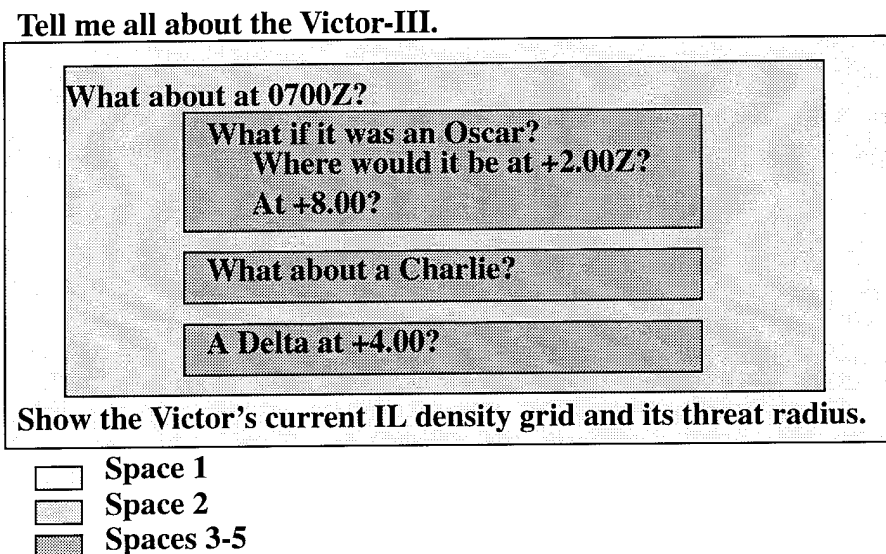 Tell me all about the Victor-III.
What about at 0700Z?
What if it was an Oscar?
Where would it be at +2.00Z?
At +8.00?
What about a Charlie?
A Delta at +4.00?
Show the Victor's current IL density grid and its threat radius.
Space 1
Space 2
Spaces 3-5